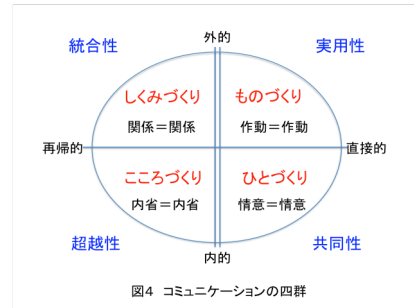 外的
統合性
実用性
しくみづくり
ものづくり
関係＝関係
作動＝作動
再帰的
直接的
こころづくり
ひとづくり
内省＝内省
情意＝情意
超越性
共同性
内的
図4 コミュニケーションの四群